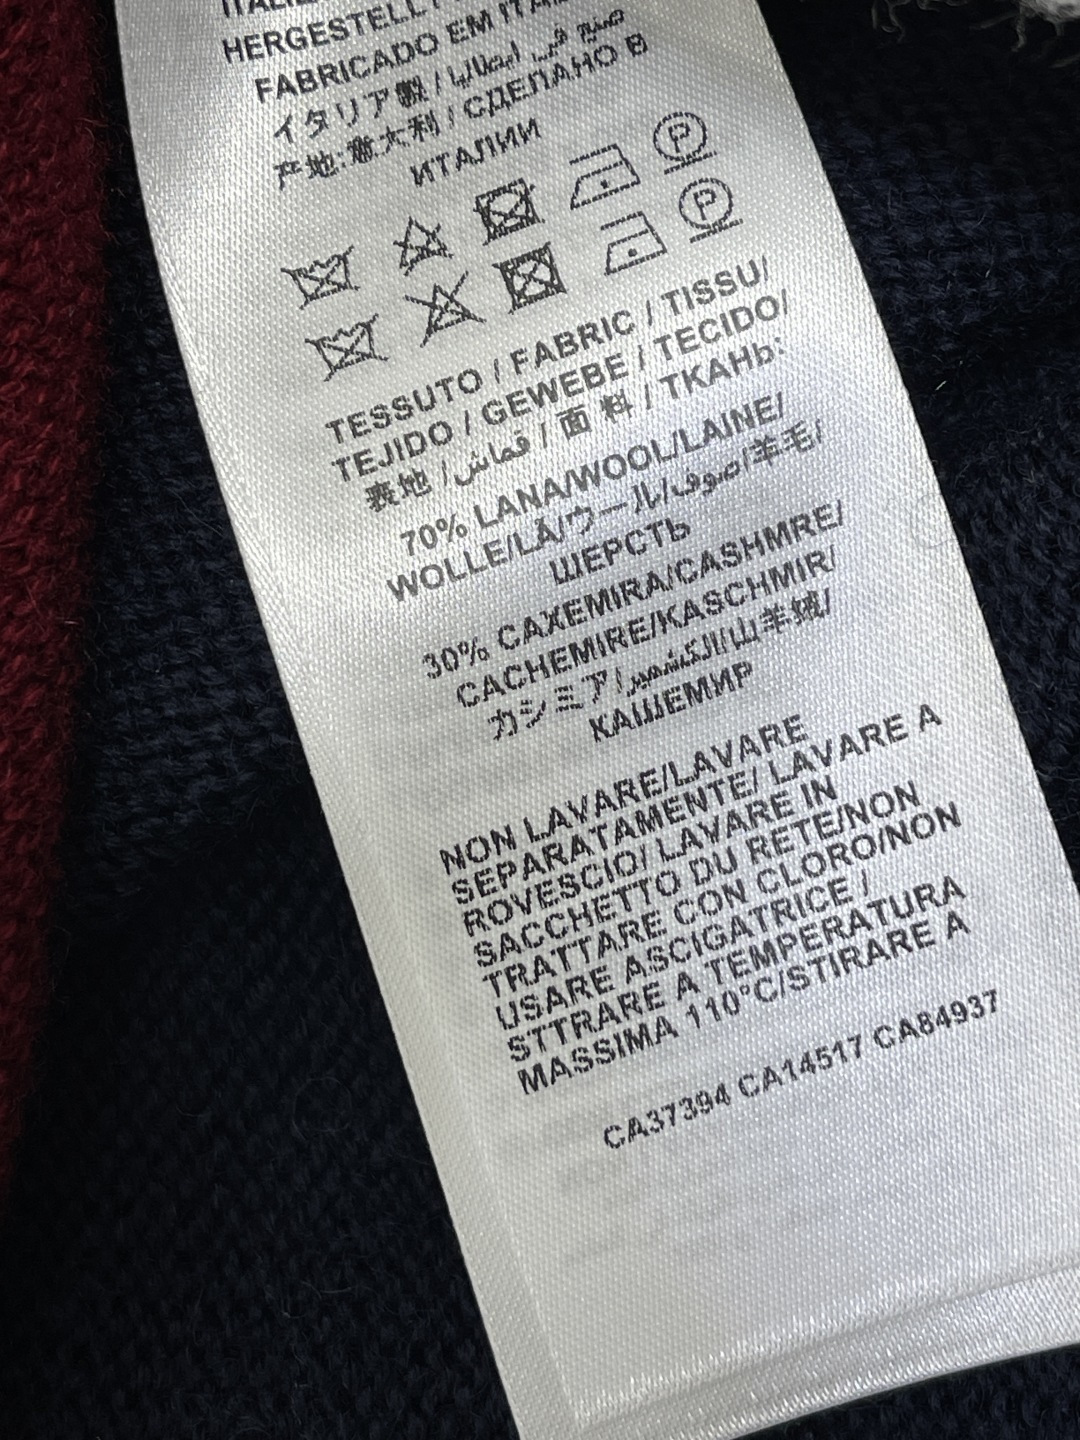 HERGESTELLT
FABRICADO EM ITA
イタリア製 / صنع في ايطاليا
产地:意大利 / СДЕЛАНО В
ИТАЛИИ
P
P
TESSUTO / FABRIC / TISSU/
TEJIDO / GEWEBE / TECIDO/
表地 / قماش / 面 料 / ТКАНЬ:
70% LANA/WOOL/LAINE/
WOLLE/LÃ/ウール/صوف/羊毛/
ШЕРСТЬ
30% CAXEMIRA/CASHMRE/
CACHEMIRE/KASCHMIR/
カシミア/الكشمير/山羊绒/
КАШЕМИР
NON LAVARE/LAVARE
SEPARATAMENTE/ LAVARE A
ROVESCIO/ LAVARE IN
SACCHETTO DU RETE/NON
TRATTARE CON CLORO/NON
USARE ASCIGATRICE /
STTRARE A TEMPERATURA
MASSIMA 110°C/STIRARE A
CA37394 CA14517 CA84937